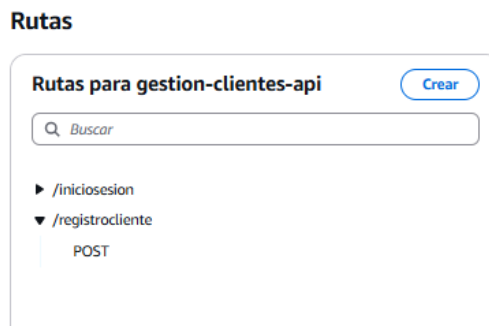 Rutas
Rutas para gestion-clientes-api
Crear
Buscar
/iniciosesion
/registrocliente
POST